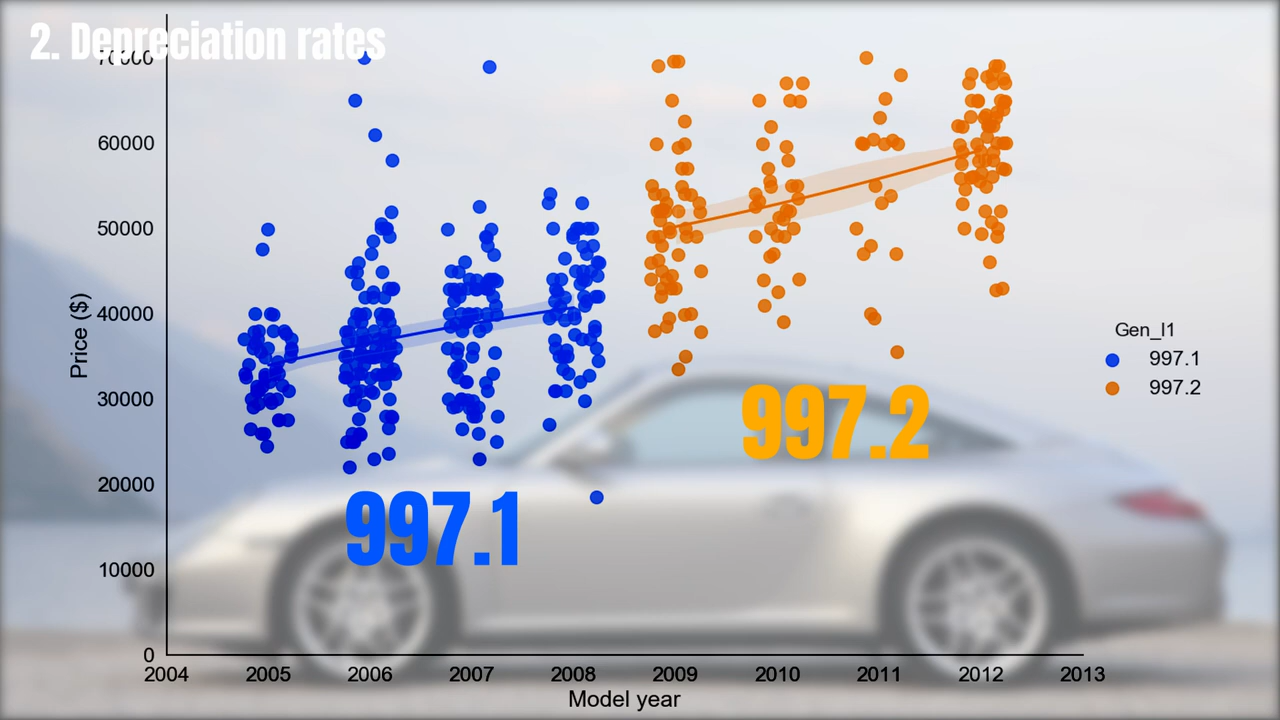 2. Depreciation rates
70000
60000
50000
40000
30000
20000
10000
0
Price ($)
2004 2005 2006 2007 2008 2009 2010 2011 2012 2013
Model year
Gen_l1
997.1
997.2
997.2
997.1